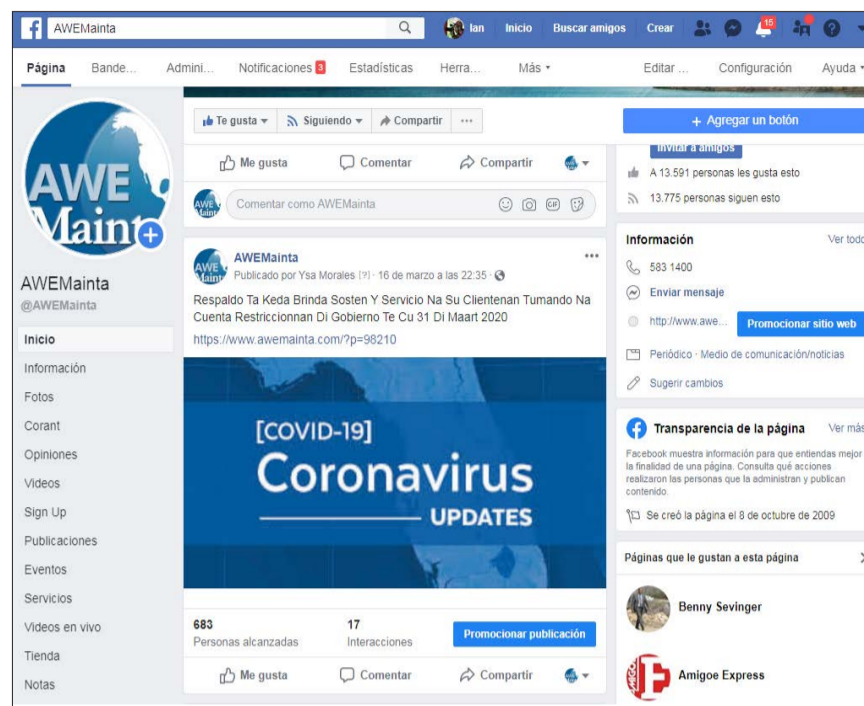 AWEMainta
Ian
Inicio
Buscar amigos
Crear
15
Página
Bande...
Admini...
Notificaciones 3
Estadísticas
Herra...
Más
Editar ...
Configuración
Ayuda
AWE
Mainta
AWEMainta
@AWEMainta
Inicio
Información
Fotos
Corant
Opiniones
Videos
Sign Up
Publicaciones
Eventos
Servicios
Videos en vivo
Tienda
Notas
Te gusta
Siguiendo
Compartir
...
Me gusta
Comentar
Compartir
Comentar como AWEMainta
GIF
AWEMainta
Publicado por Ysa Morales [?] · 16 de marzo a las 22:35 ·
Respaldo Ta Keda Brinda Sosten Y Servicio Na Su Clientenan Tumando Na
Cuenta Restriccionnan Di Gobierno Te Cu 31 Di Maart 2020
https://www.awemainta.com/?p=98210
[COVID-19]
Coronavirus
UPDATES
683
Personas alcanzadas
17
Interacciones
Promocionar publicación
Me gusta
Comentar
Compartir
+ Agregar un botón
Invitar a amigos
A 13.591 personas les gusta esto
13.775 personas siguen esto
Información
Ver todo
583 1400
Enviar mensaje
http://www.awe...
Promocionar sitio web
Periódico · Medio de comunicación/noticias
Sugerir cambios
Transparencia de la página
Ver más
Facebook muestra información para que entiendas mejor
la finalidad de una página. Consulta qué acciones
realizaron las personas que la administran y publican
contenido.
Se creó la página el 8 de octubre de 2009
Páginas que le gustan a esta página
Benny Sevinger
Amigoe Express